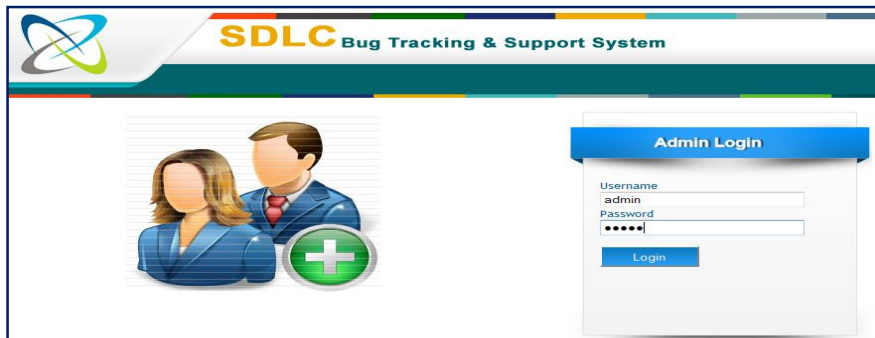 SDLC Bug Tracking & Support System
Admin Login
Username
admin
Password
●●●●●
Login